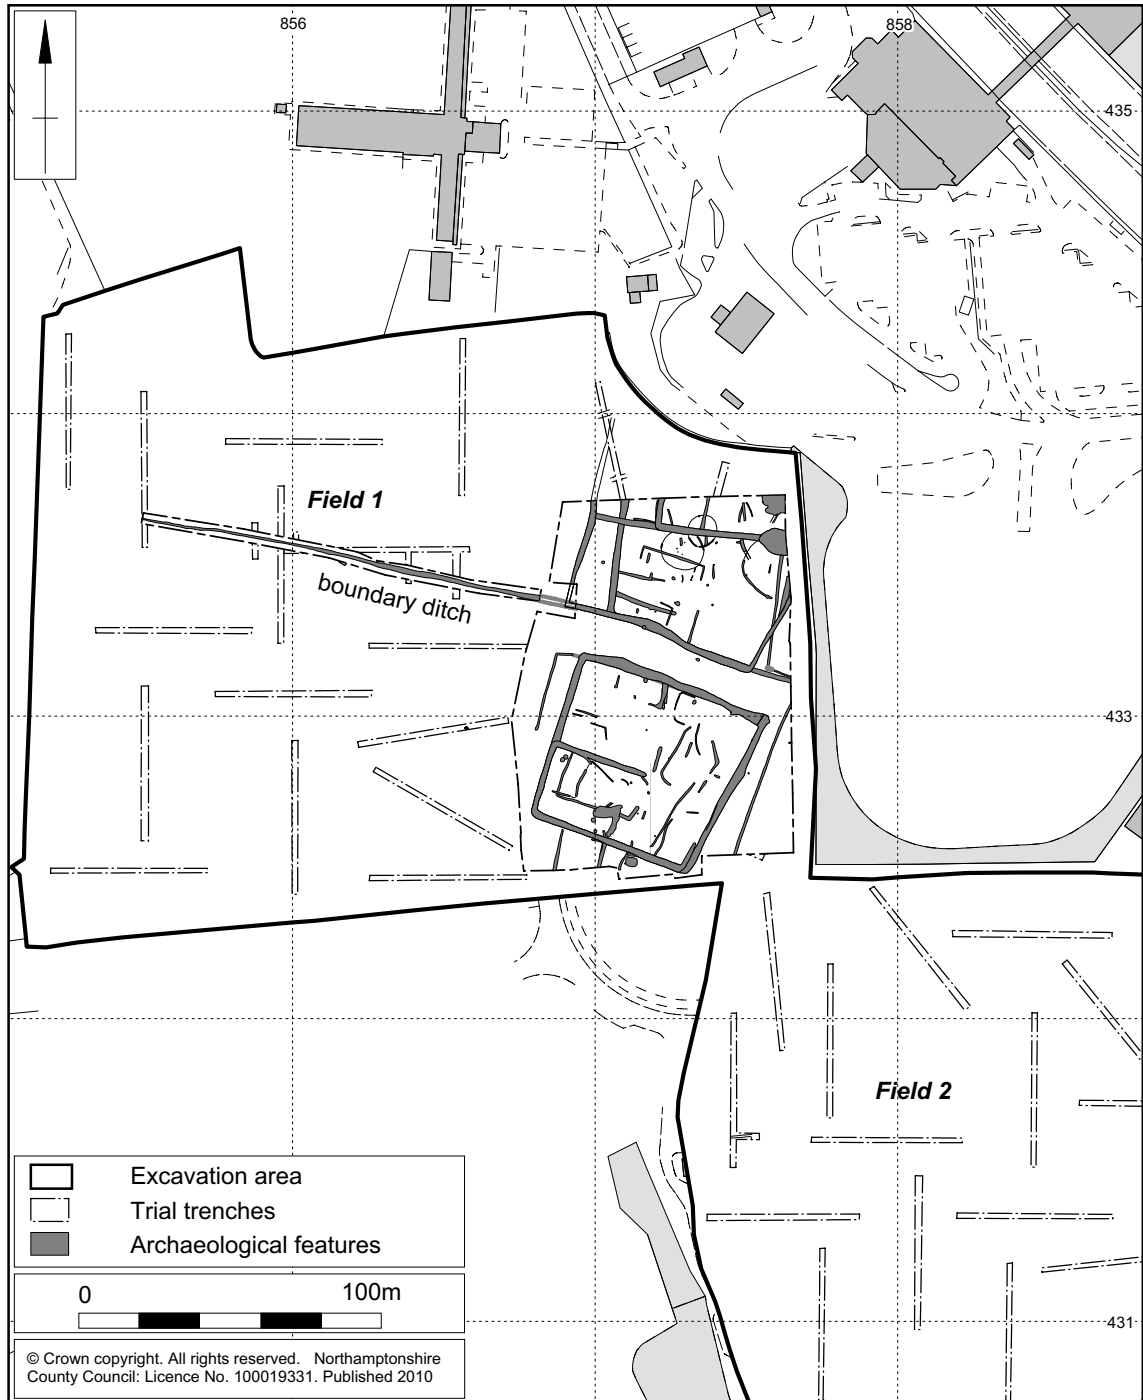 856
858
435
Field 1
boundary ditch
433
Field 2
Excavation area
Trial trenches
Archaeological features
0 100m
431
© Crown copyright. All rights reserved. Northamptonshire
County Council: Licence No. 100019331. Published 2010